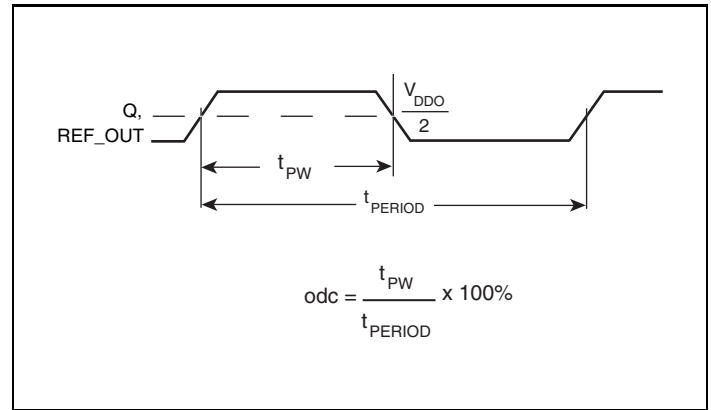 Q,
REF_OUT
V_DDO
2
t_PW
t_PERIOD
odc = t_PW / t_PERIOD x 100%